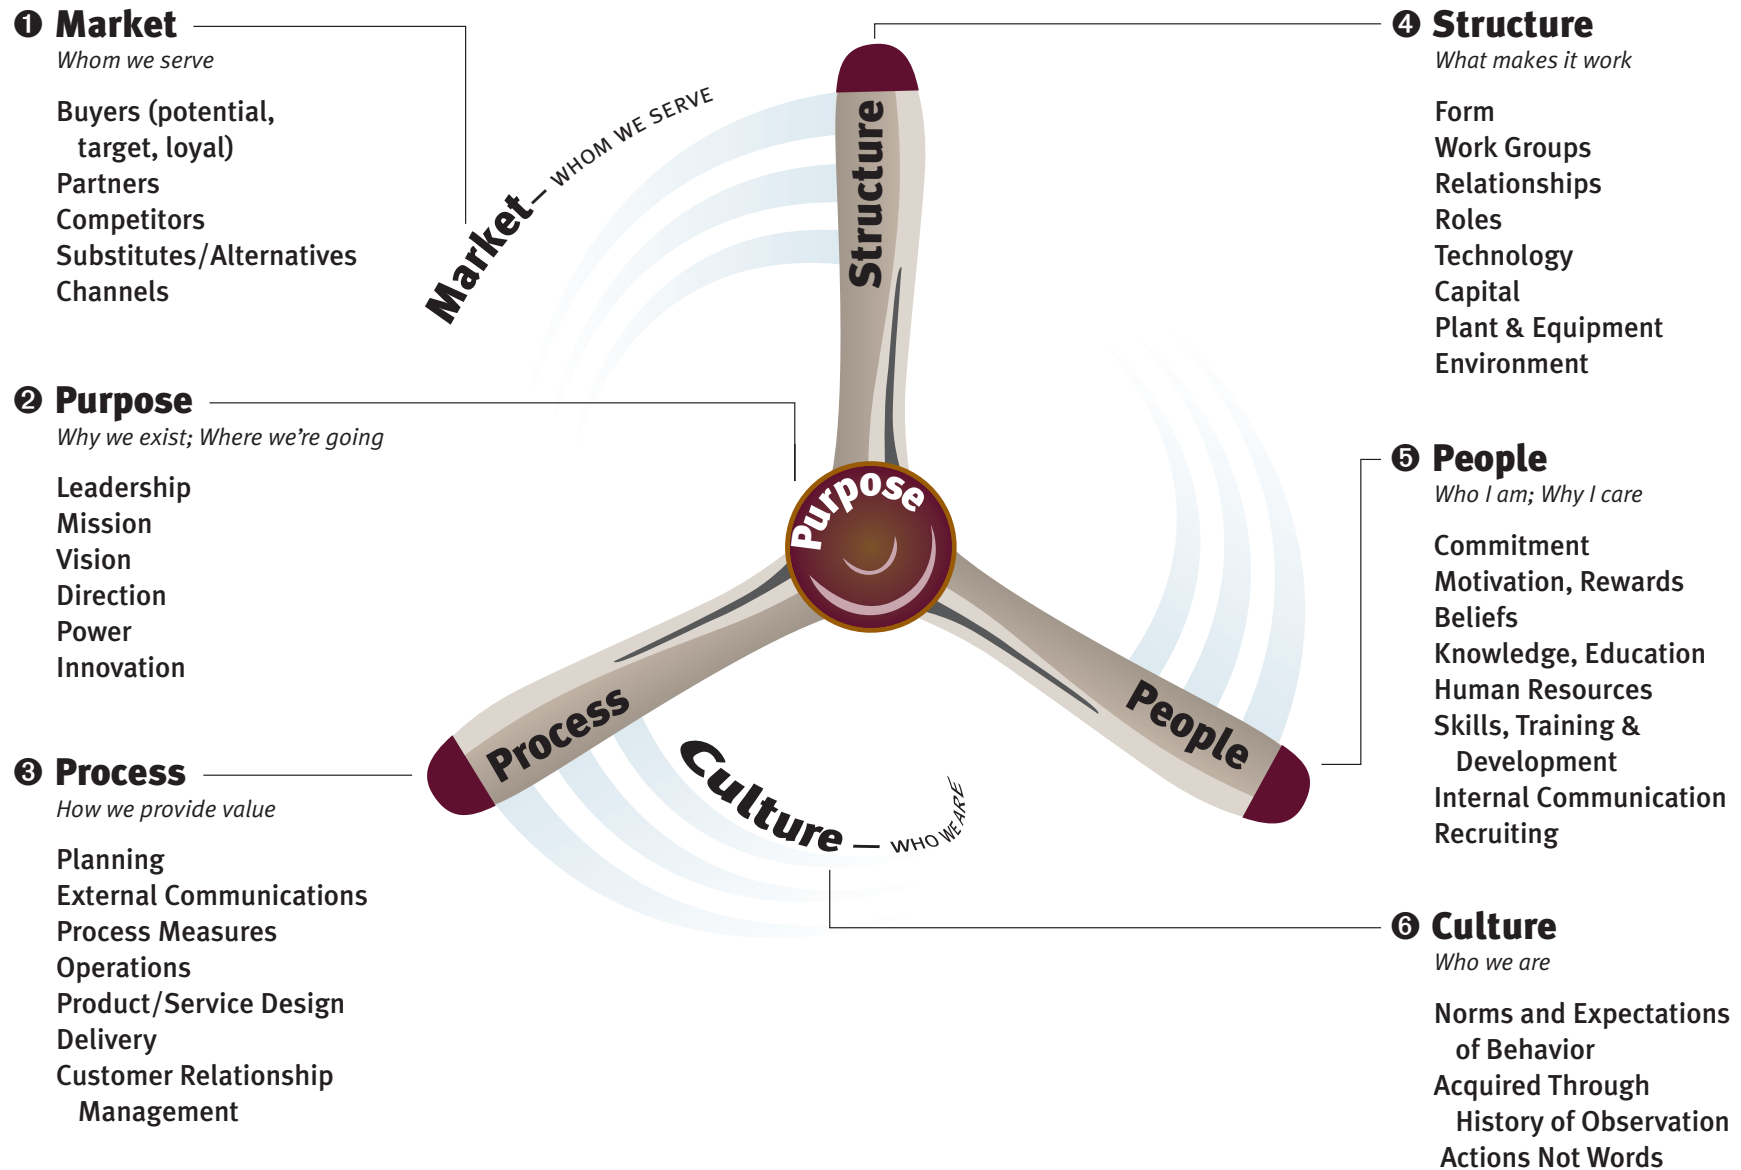 ❶ Market
Whom we serve
Buyers (potential,
target, loyal)
Partners
Competitors
Substitutes/Alternatives
Channels
❷ Purpose
Why we exist; Where we’re going
Leadership
Mission
Vision
Direction
Power
Innovation
❸ Process
How we provide value
Planning
External Communications
Process Measures
Operations
Product/Service Design
Delivery
Customer Relationship
Management
Market — WHOM WE SERVE
Structure
Purpose
Process
People
Culture — WHO WE ARE
❹ Structure
What makes it work
Form
Work Groups
Relationships
Roles
Technology
Capital
Plant & Equipment
Environment
❺ People
Who I am; Why I care
Commitment
Motivation, Rewards
Beliefs
Knowledge, Education
Human Resources
Skills, Training &
Development
Internal Communication
Recruiting
❻ Culture
Who we are
Norms and Expectations
of Behavior
Acquired Through
History of Observation
Actions Not Words